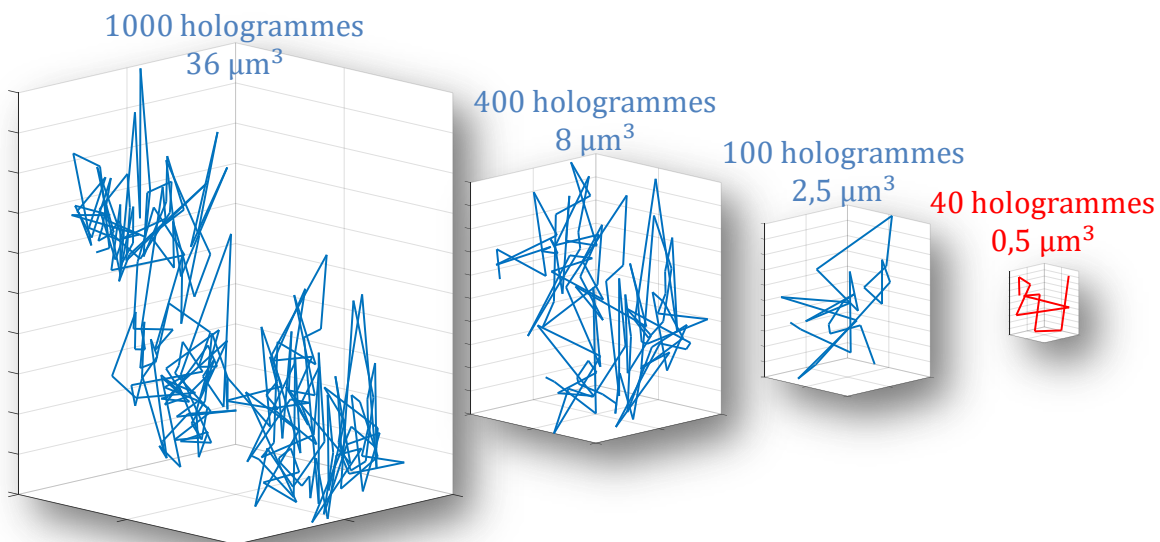 1000 hologrammes
36 μm³
400 hologrammes
8 μm³
100 hologrammes
2,5 μm³
40 hologrammes
0,5 μm³